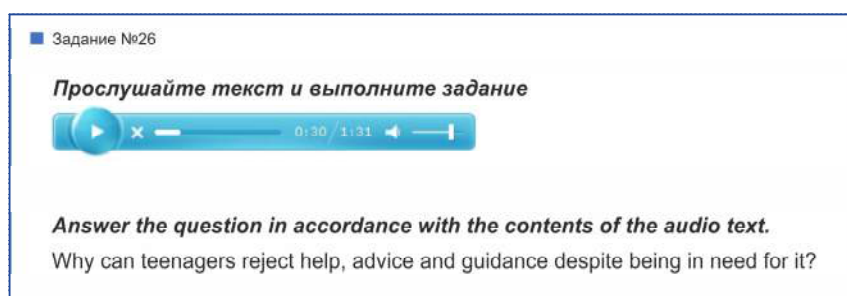 Задание №26
Прослушайте текст и выполните задание
0:30/1:31
Answer the question in accordance with the contents of the audio text.
Why can teenagers reject help, advice and guidance despite being in need for it?